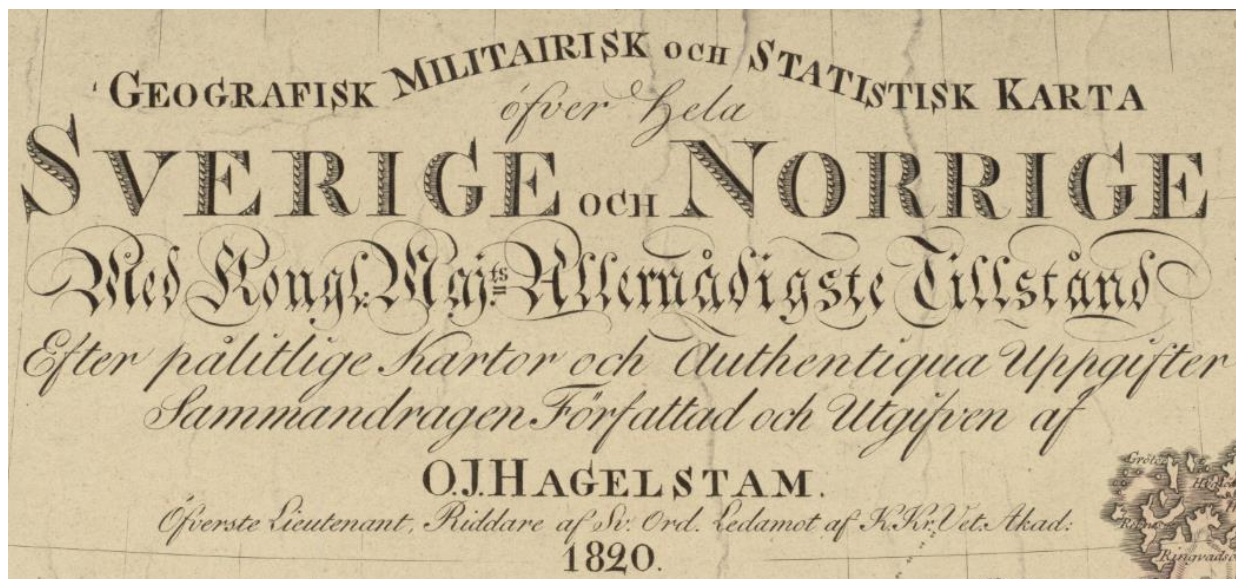 GEOGRAFISK MILITAIRISK OCH STATISTISK KARTA
öfver Hela
SVERIGE OCH NORRIGE
Med Kongl. Maj:ts Allernådigste Tillstånd
Efter pålitlige Kartor och Authentiqua Uppgifter
Sammandragen Författad och Utgifven af
O.J. HAGELSTAM.
Öfverste Lieutenant, Riddare af Sv. Ord. Ledamot af K. Kr. Vet. Akad:
1820.
Ringvadsö